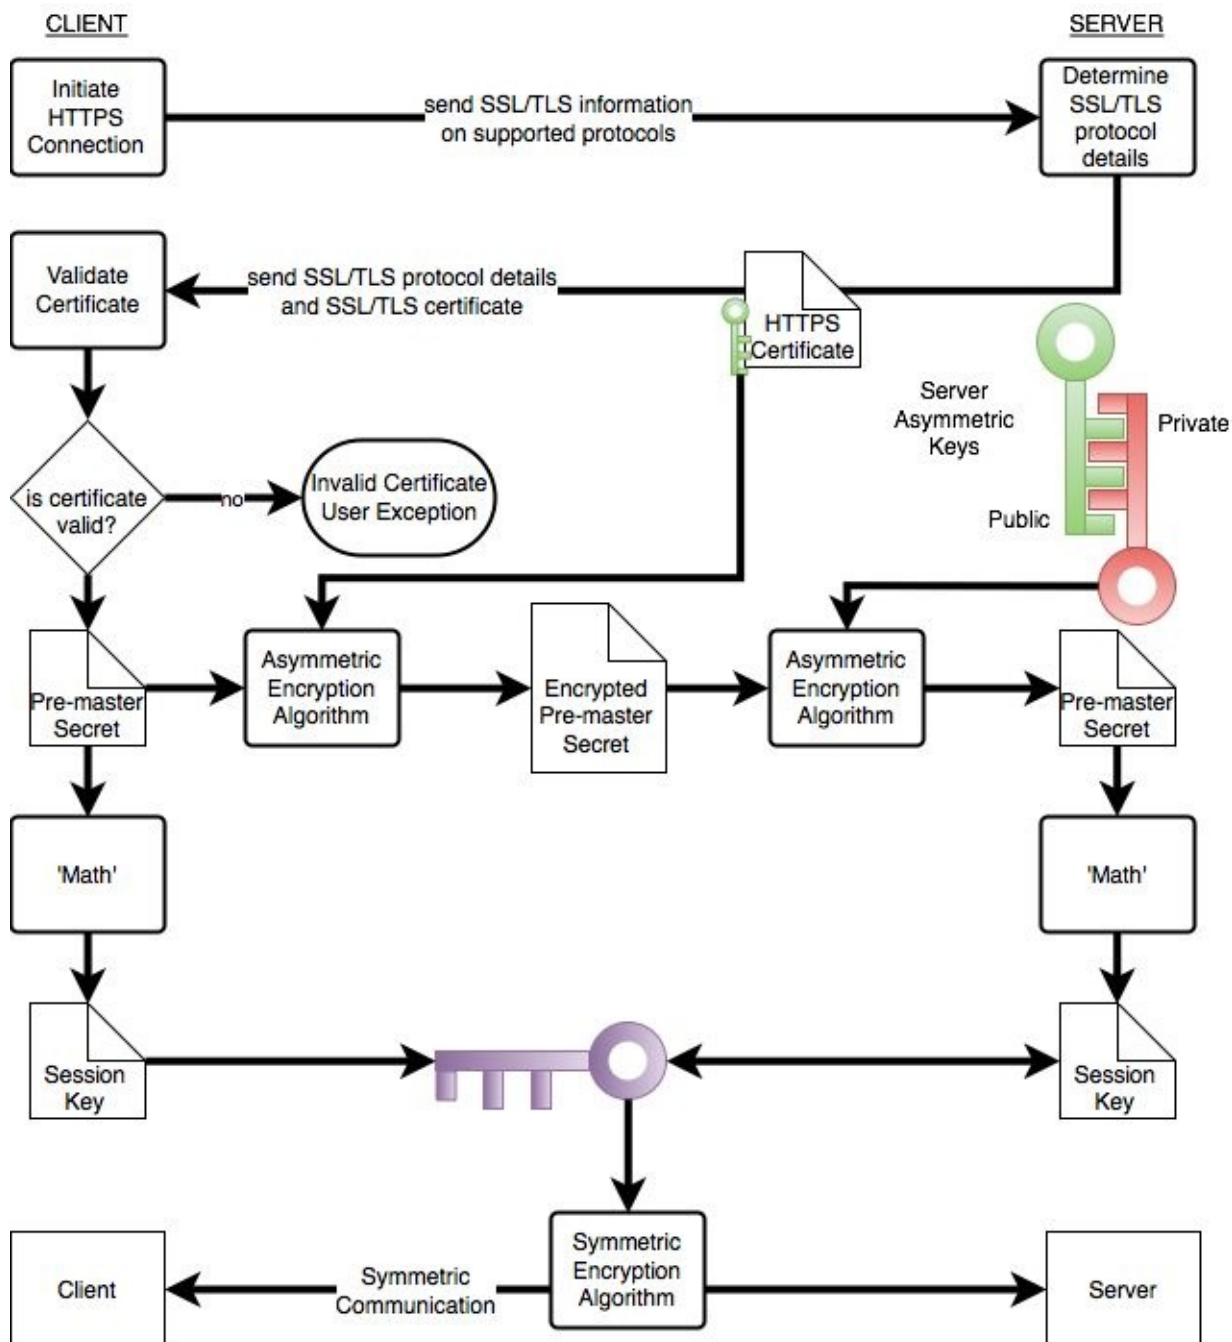 CLIENT
SERVER
Initiate
HTTPS
Connection
send SSL/TLS information
on supported protocols
Determine
SSL/TLS
protocol
details
Validate
Certificate
send SSL/TLS protocol details
and SSL/TLS certificate
HTTPS
Certificate
Server
Asymmetric
Keys
Private
Public
is certificate
valid?
no
Invalid Certificate
User Exception
Pre-master
Secret
Asymmetric
Encryption
Algorithm
Encrypted
Pre-master
Secret
Asymmetric
Encryption
Algorithm
Pre-master
Secret
'Math'
'Math'
Session
Key
Session
Key
Client
Symmetric
Communication
Symmetric
Encryption
Algorithm
Server